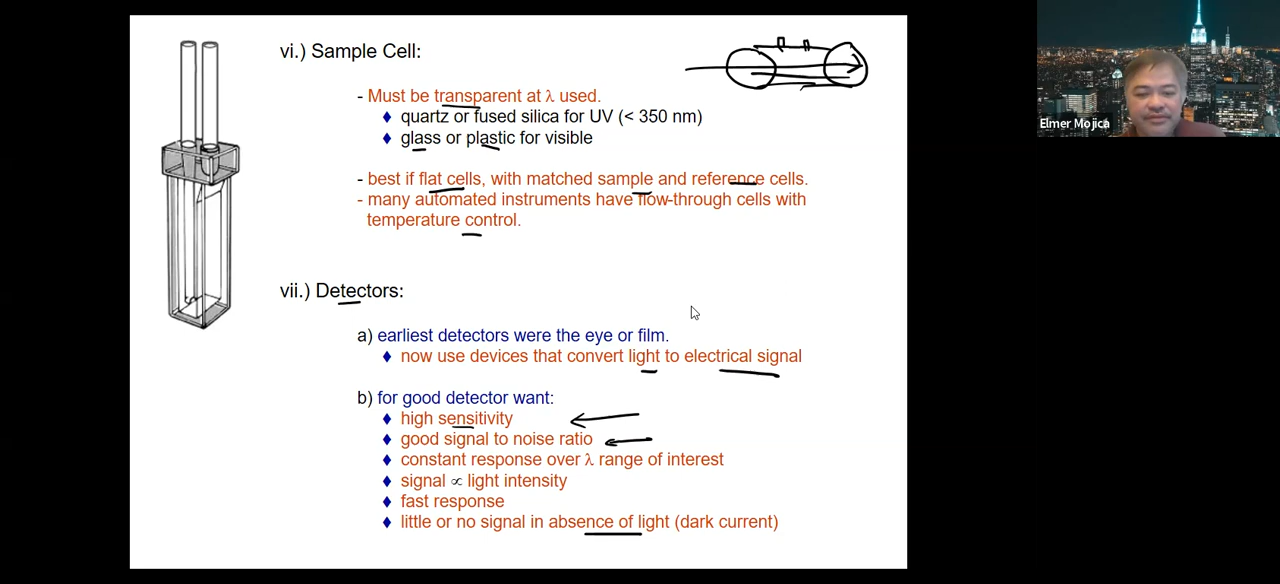 vi.) Sample Cell:
- Must be transparent at λ used.
♦ quartz or fused silica for UV (< 350 nm)
♦ glass or plastic for visible
- best if flat cells, with matched sample and reference cells.
- many automated instruments have flow-through cells with
temperature control.
vii.) Detectors:
a) earliest detectors were the eye or film.
♦ now use devices that convert light to electrical signal
b) for good detector want:
♦ high sensitivity
♦ good signal to noise ratio
♦ constant response over λ range of interest
♦ signal ∝ light intensity
♦ fast response
♦ little or no signal in absence of light (dark current)
Elmer Mojica